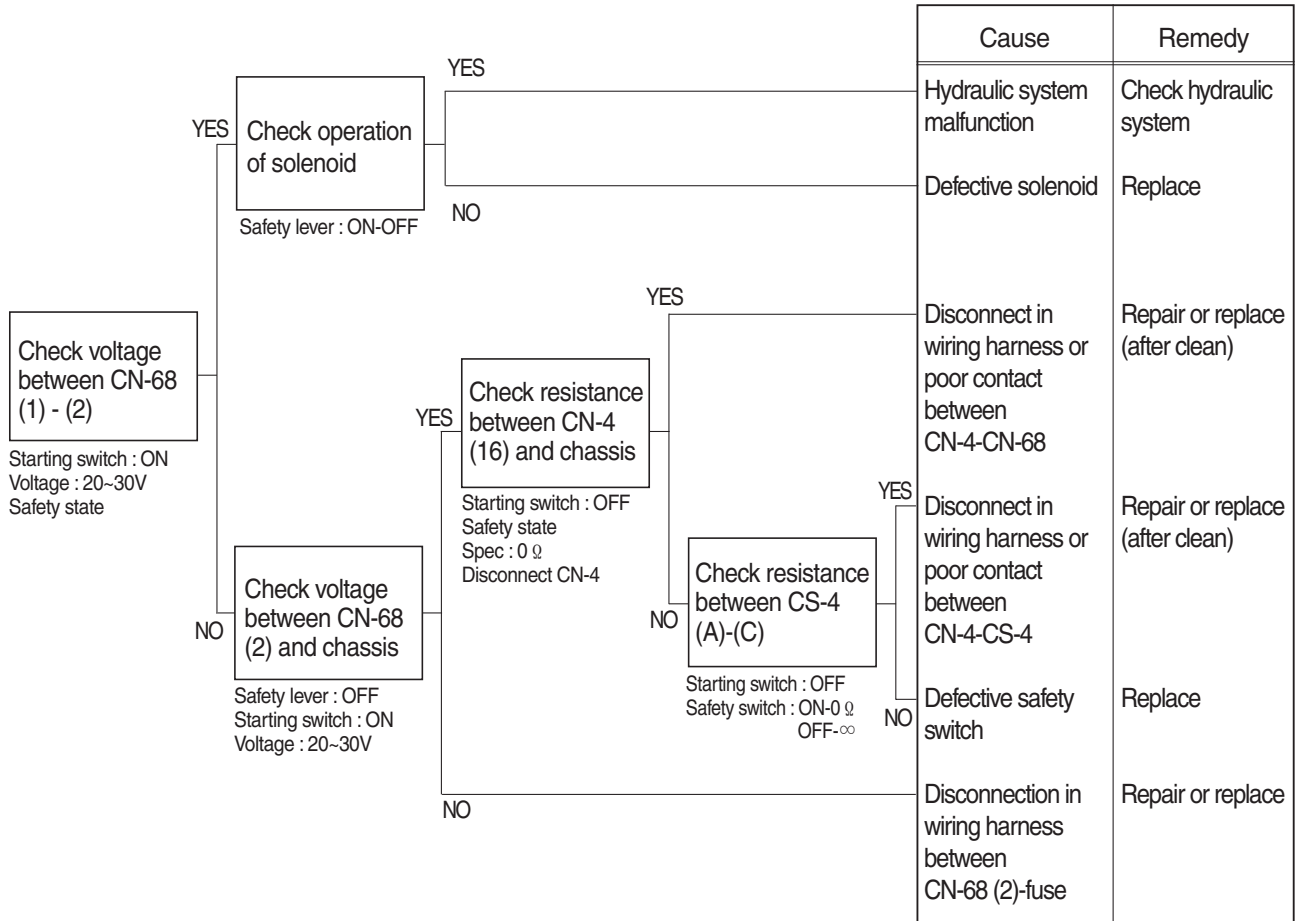 Cause
Remedy
YES
Hydraulic system
malfunction
Check hydraulic
system
YES
Check operation
of solenoid
Defective solenoid
Replace
NO
Safety lever : ON-OFF
YES
Disconnect in
wiring harness or
poor contact
between
CN-4-CN-68
Repair or replace
(after clean)
Check voltage
between CN-68
(1) - (2)
Starting switch : ON
Voltage : 20~30V
Safety state
YES
Check resistance
between CN-4
(16) and chassis
Starting switch : OFF
Safety state
Spec : 0 Ω
Disconnect CN-4
YES
Disconnect in
wiring harness or
poor contact
between
CN-4-CS-4
Repair or replace
(after clean)
NO
Check voltage
between CN-68
(2) and chassis
Safety lever : OFF
Starting switch : ON
Voltage : 20~30V
NO
Check resistance
between CS-4
(A)-(C)
Starting switch : OFF
Safety switch : ON-0 Ω
OFF-∞
NO
Defective safety
switch
Replace
NO
Disconnection in
wiring harness
between
CN-68 (2)-fuse
Repair or replace